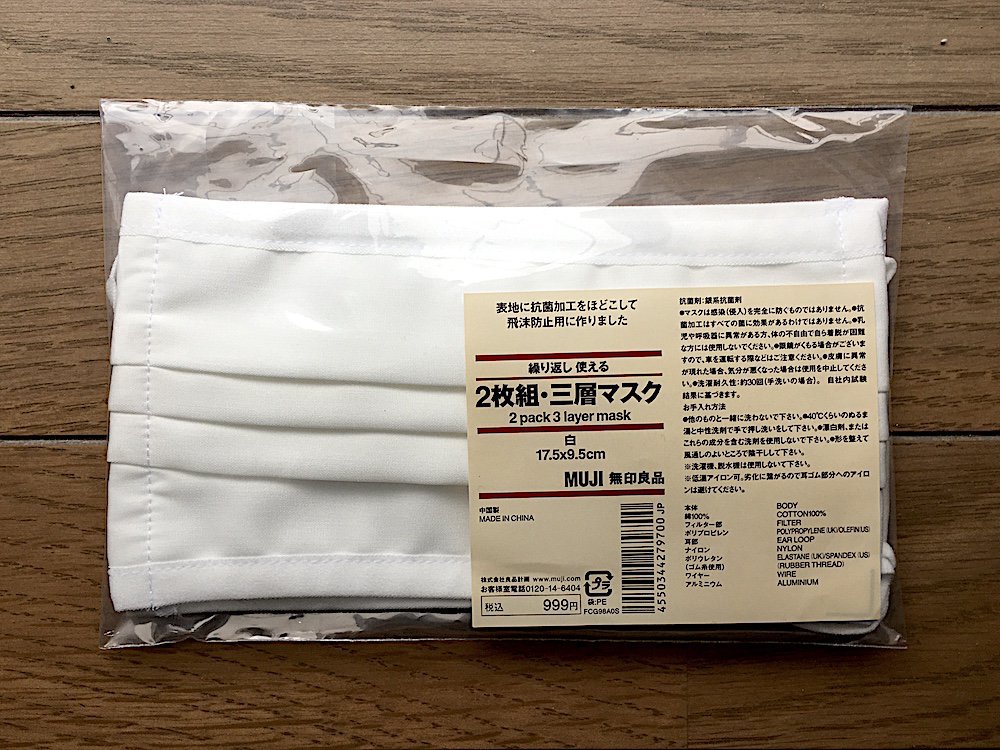 表地に抗菌加工をほどこして
飛沫防止用に作りました
繰り返し使える
2枚組・三層マスク
2 pack 3 layer mask
白
17.5x9.5cm
MUJI 無印良品
中国製
MADE IN CHINA
株式会社良品計画 www.muji.com
お客様室電話0120-14-6404
税込 999円
プラ
袋:PE
FCG98A0S
4550344279700 JP
抗菌剤:銀系抗菌剤
●マスクは感染(侵入)を完全に防ぐものではありません。●抗
菌加工はすべての菌に効果があるわけではありません。●乳
児や呼吸器に異常がある方、体の不自由で自ら着脱が困難
な方には使用しないでください。●眼鏡がくもる場合がございま
すので、車を運転する際などはご注意ください。●皮膚に異常
が現れた場合、気分が悪くなった場合は使用を中止してくださ
い。●洗濯耐久性:約30回(手洗いの場合)。 自社内試験
結果に基づきます。
お手入れ方法
●他のものと一緒に洗わないで下さい。●40℃くらいのぬるま
湯と中性洗剤で手で押し洗いをして下さい。●漂白剤、または
これらの成分を含む洗剤を使用しないで下さい。●形を整えて
風通しのよいところで陰干しして下さい。
※洗濯機、脱水機は使用しないで下さい。
※低温アイロン可。劣化に繋がるので耳ゴム部分へのアイロ
ンは避けてください。
本体 BODY
綿100% COTTON100%
フィルター部 FILTER
ポリプロピレン POLYPROPYLENE (UK)/OLEFIN(US)
耳部 EAR LOOP
ナイロン NYLON
ポリウレタン ELASTANE (UK)/SPANDEX (US)
(ゴム糸使用) (RUBBER THREAD)
ワイヤー WIRE
アルミニウム ALUMINIUM